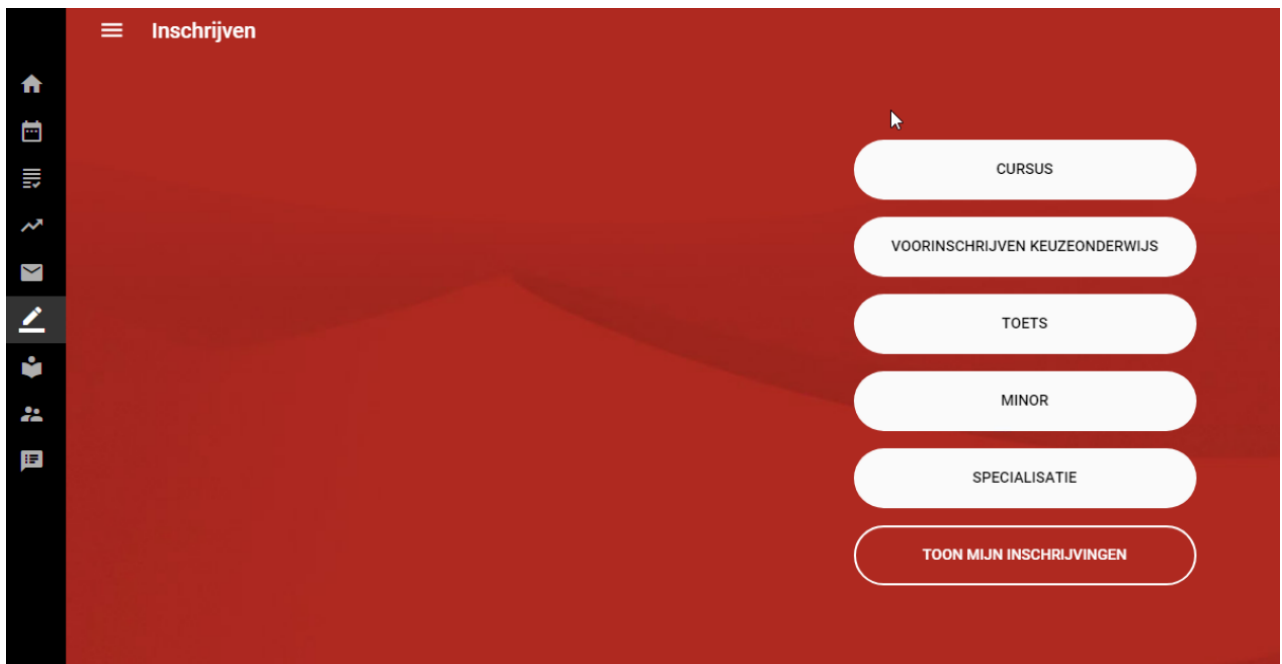 Inschrijven
CURSUS
VOORINSCHRIJVEN KEUZEONDERWIJS
TOETS
MINOR
SPECIALISATIE
TOON MIJN INSCHRIJVINGEN